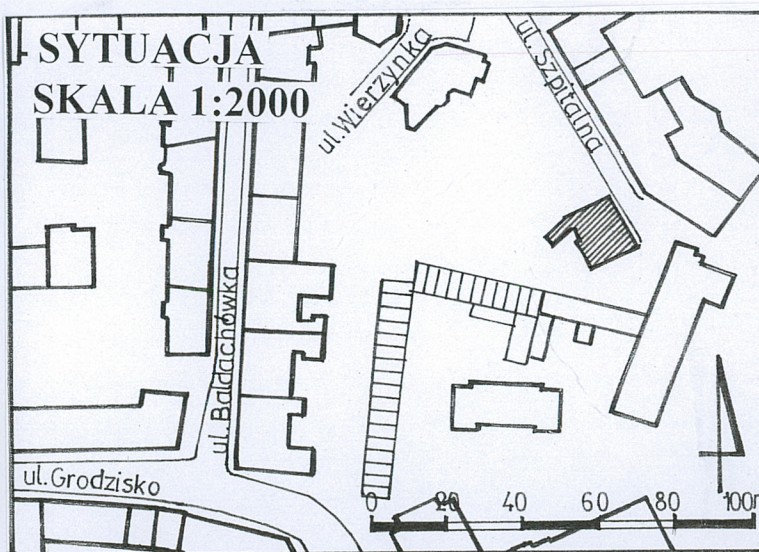 SYTUACJA
SKALA 1:2000
ul. Wierzynka
ul. Szpitalna
ul. Baldachówka
ul. Grodzisko
0 20 40 60 80 100m